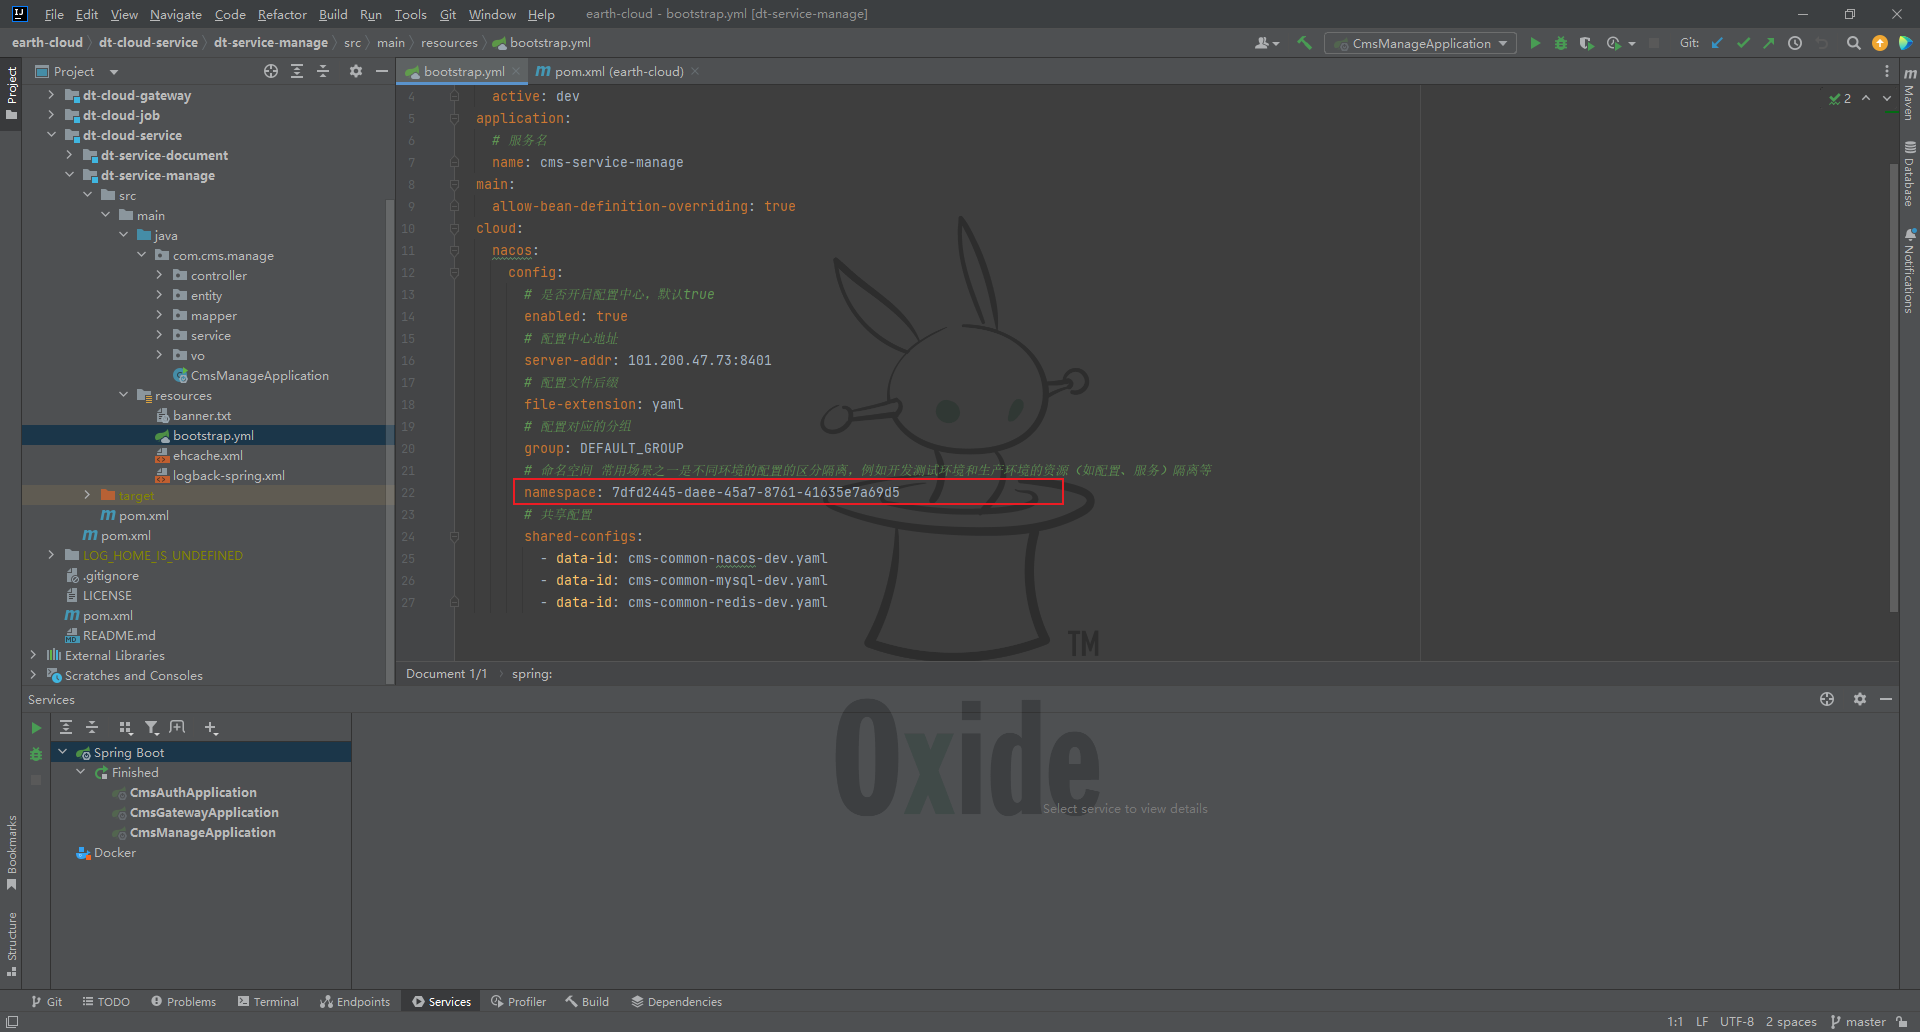 File Edit View Navigate Code Refactor Build Run Tools Git Window Help earth-cloud - bootstrap.yml [dt-service-manage]
earth-cloud dt-cloud-service dt-service-manage src main resources bootstrap.yml CmsManageApplication Git:
Project bootstrap.yml pom.xml (earth-cloud)
Project
Maven
Database
Notifications
dt-cloud-gateway
dt-cloud-job
dt-cloud-service
dt-service-document
dt-service-manage
src
main
java
com.cms.manage
controller
entity
mapper
service
vo
CmsManageApplication
resources
banner.txt
bootstrap.yml
ehcache.xml
logback-spring.xml
target
pom.xml
pom.xml
LOG_HOME_IS_UNDEFINED
.gitignore
LICENSE
pom.xml
README.md
External Libraries
Scratches and Consoles
2
4 active: dev
5 application:
6 # 服务名
7 name: cms-service-manage
8 main:
9 allow-bean-definition-overriding: true
10 cloud:
11 nacos:
12 config:
13 # 是否开启配置中心，默认true
14 enabled: true
15 # 配置中心地址
16 server-addr: 101.200.47.73:8401
17 # 配置文件后缀
18 file-extension: yaml
19 # 配置对应的分组
20 group: DEFAULT_GROUP
21 # 命名空间 常用场景之一是不同环境的配置的区分隔离，例如开发测试环境和生产环境的资源（如配置、服务）隔离等
22 namespace: 7dfd2445-daee-45a7-8761-41635e7a69d5
23 # 共享配置
24 shared-configs:
25 - data-id: cms-common-nacos-dev.yaml
26 - data-id: cms-common-mysql-dev.yaml
27 - data-id: cms-common-redis-dev.yaml
TM
Document 1/1 spring:
Services
Spring Boot
Finished
CmsAuthApplication
CmsGatewayApplication
CmsManageApplication
Docker
Oxide
Select service to view details
Bookmarks
Structure
Git TODO Problems Terminal Endpoints Services Profiler Build Dependencies
1:1 LF UTF-8 2 spaces master